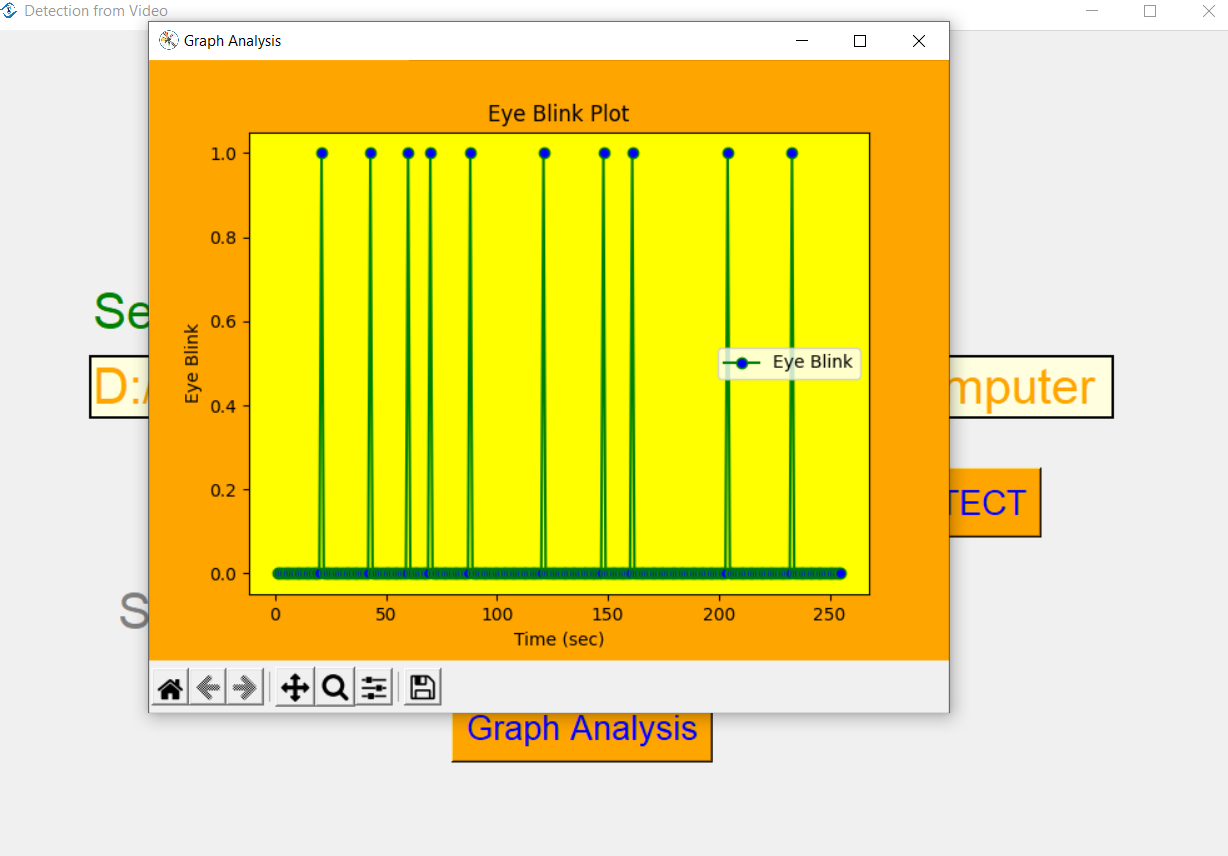 Detection from Video
Graph Analysis
Eye Blink Plot
1.0
0.8
0.6
0.4
0.2
0.0
Eye Blink
Eye Blink
0 50 100 150 200 250
Time (sec)
Se
D:/
mputer
TECT
S
Graph Analysis